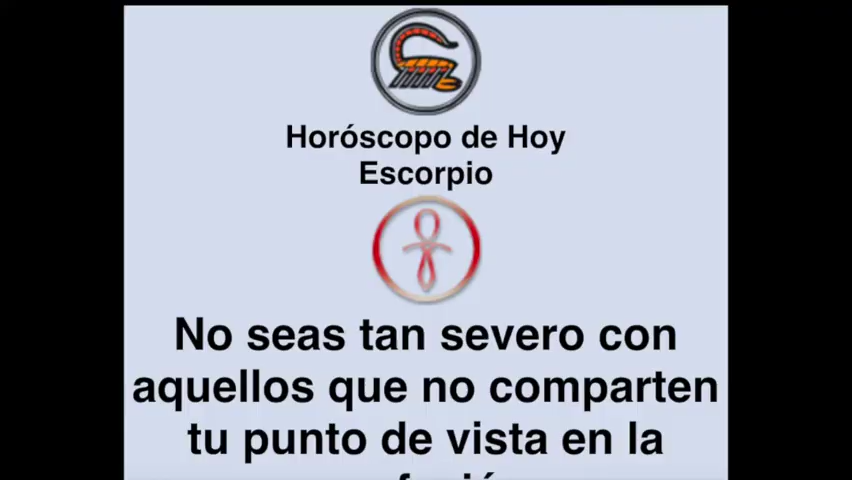 Horóscopo de Hoy
Escorpio
No seas tan severo con
aquellos que no comparten
tu punto de vista en la